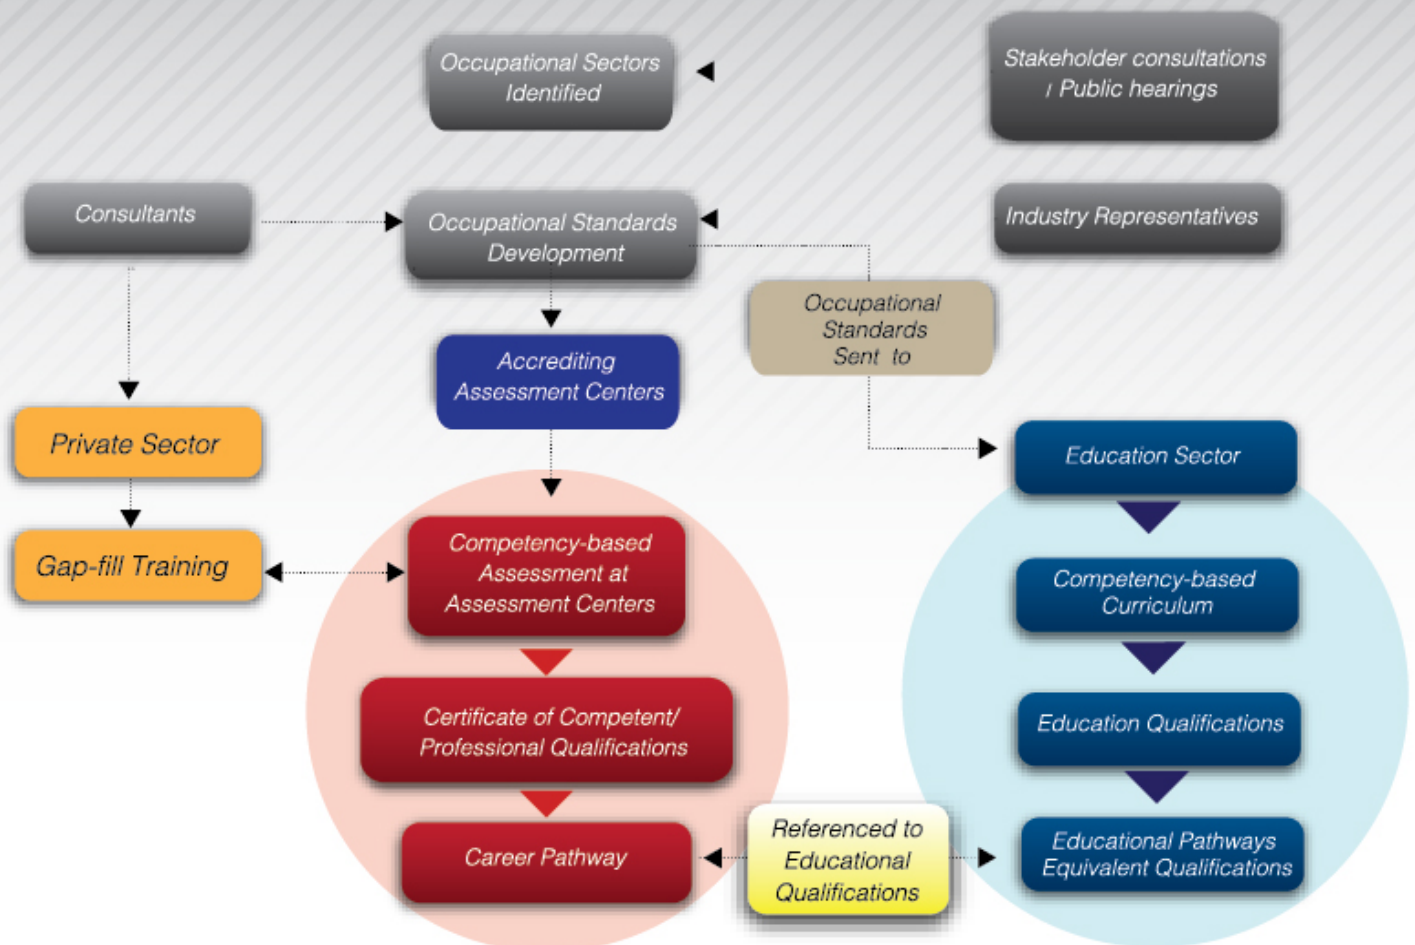 Occupational Sectors
Identified
Stakeholder consultations
/ Public hearings
Consultants
Occupational Standards
Development
Industry Representatives
Occupational
Standards
Sent to
Accrediting
Assessment Centers
Private Sector
Education Sector
Gap-fill Training
Competency-based
Assessment at
Assessment Centers
Competency-based
Curriculum
Certificate of Competent/
Professional Qualifications
Education Qualifications
Career Pathway
Referenced to
Educational
Qualifications
Educational Pathways
Equivalent Qualifications